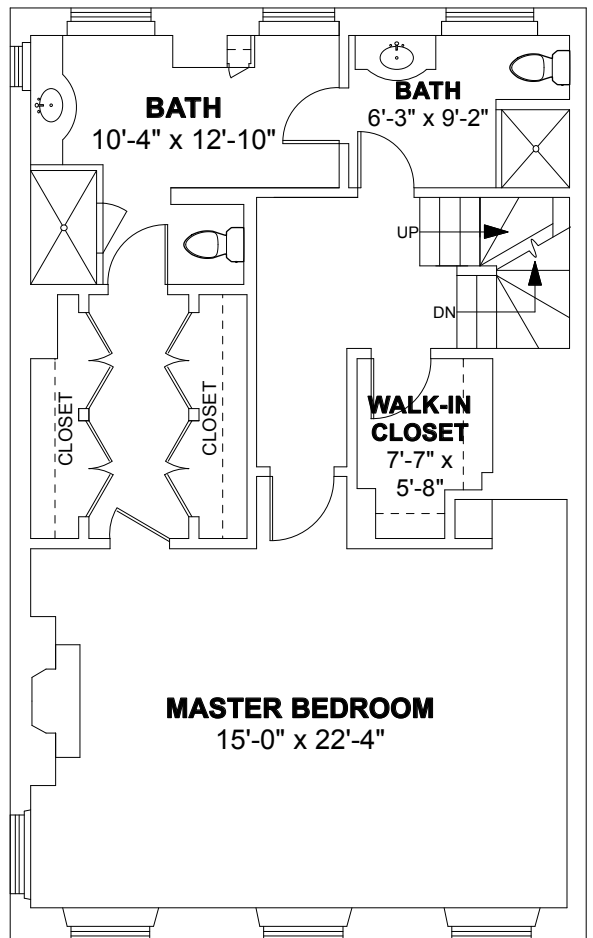 BATH
10'-4" x 12'-10"
BATH
6'-3" x 9'-2"
UP
DN
CLOSET
CLOSET
WALK-IN
CLOSET
7'-7" x
5'-8"
MASTER BEDROOM
15'-0" x 22'-4"